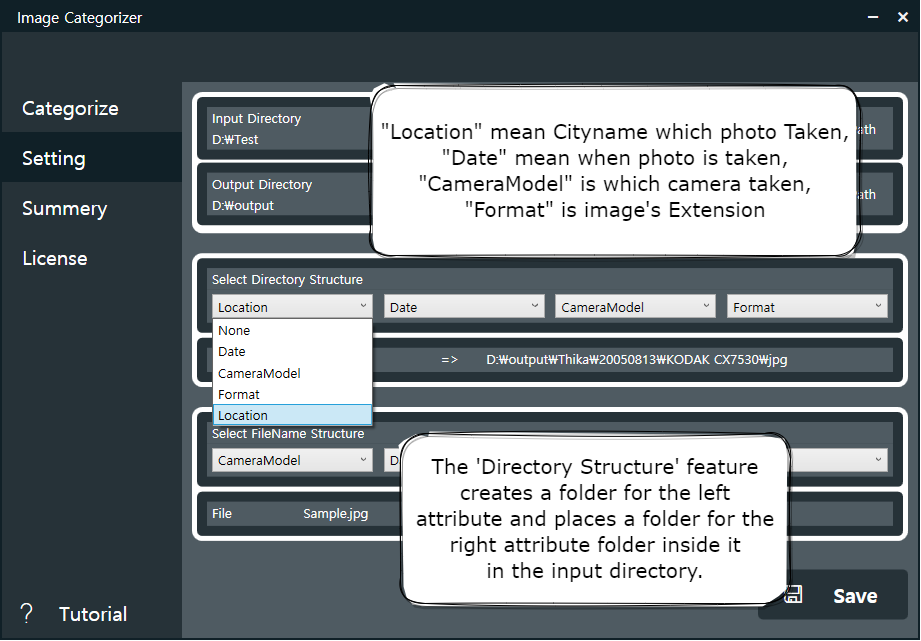 Image Categorizer
Categorize
Setting
Summery
License
? Tutorial
Input Directory
D:₩Test
Output Directory
D:₩output
"Location" mean Cityname which photo Taken,
"Date" mean when photo is taken,
"CameraModel" is which camera taken,
"Format" is image's Extension
Select Directory Structure
Location Date CameraModel Format
None
Date
CameraModel
Format
Location
=> D:₩output₩Thika₩20050813₩KODAK CX7530₩jpg
Select FileName Structure
CameraModel
File Sample.jpg
The 'Directory Structure' feature
creates a folder for the left
attribute and places a folder for the
right attribute folder inside it
in the input directory.
Save